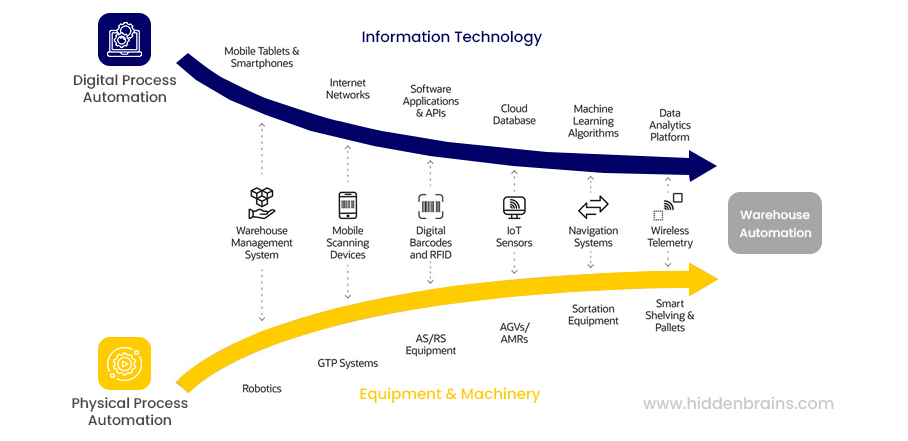 Information Technology
Digital Process
Automation
Mobile Tablets &
Smartphones
Internet
Networks
Software
Applications
& APIs
Cloud
Database
Machine
Learning
Algorithms
Data
Analytics
Platform
Warehouse
Management
System
Mobile
Scanning
Devices
Digital
Barcodes
and RFID
IoT
Sensors
Navigation
Systems
Wireless
Telemetry
Warehouse
Automation
Robotics
GTP Systems
AS/RS
Equipment
AGVs/
AMRs
Sortation
Equipment
Smart
Shelving &
Pallets
Physical Process
Automation
Equipment & Machinery
www.hiddenbrains.com